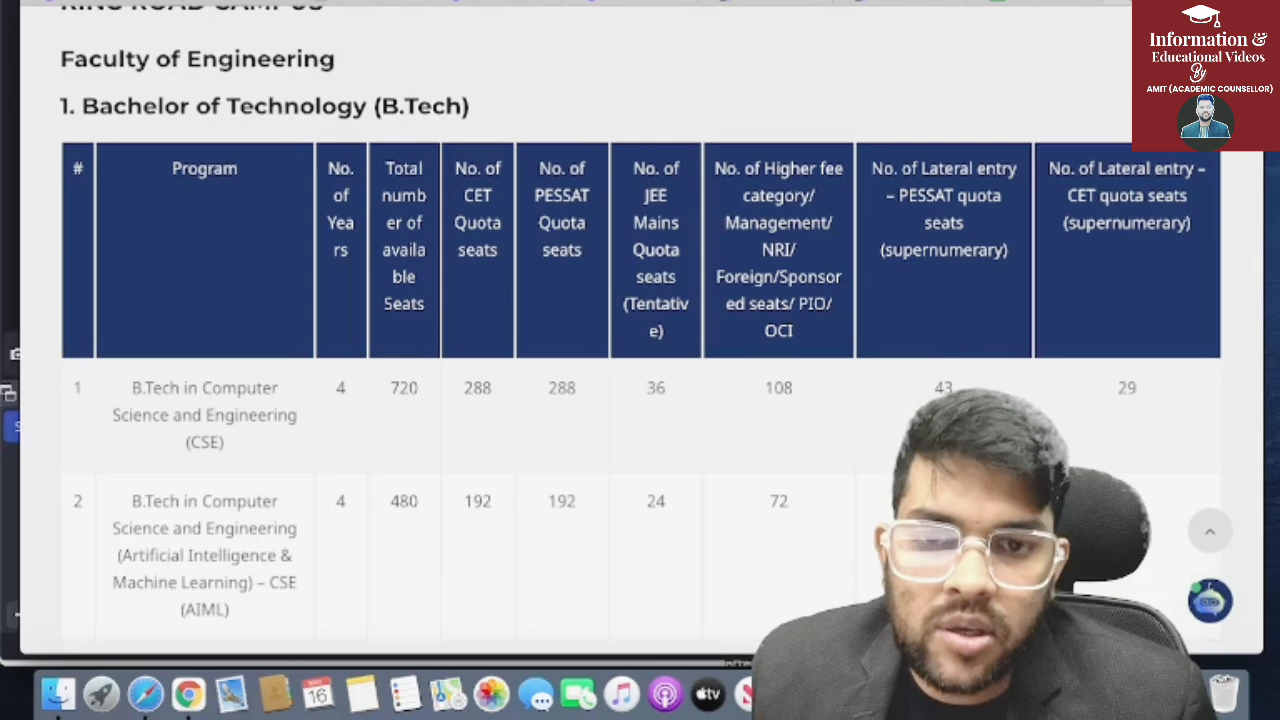 RING ROAD CAMPUS
Information &
Educational Videos
By
AMIT (ACADEMIC COUNSELLOR)
Faculty of Engineering
1. Bachelor of Technology (B.Tech)
#
Program
No.
of
Yea
rs
Total
numb
er of
availa
ble
Seats
No. of
CET
Quota
seats
No. of
PESSAT
Quota
seats
No. of
JEE
Mains
Quota
seats
(Tentativ
e)
No. of Higher fee
category/
Management/
NRI/
Foreign/Sponsor
ed seats/ PIO/
OCI
No. of Lateral entry
– PESSAT quota
seats
(supernumerary)
No. of Lateral entry –
CET quota seats
(supernumerary)
1
B.Tech in Computer
Science and Engineering
(CSE)
4
720
288
288
36
108
43
29
2
B.Tech in Computer
Science and Engineering
(Artificial Intelligence &
Machine Learning) – CSE
(AIML)
4
480
192
192
24
72
16
tv